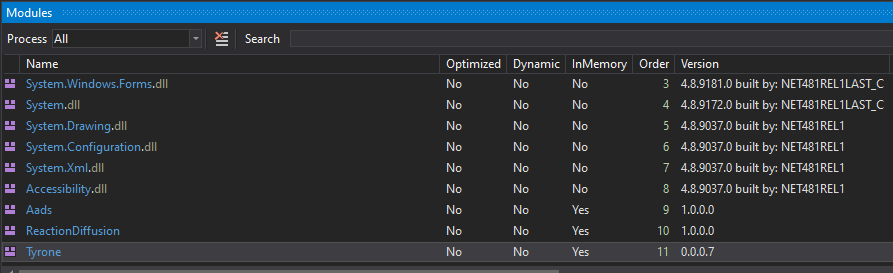 Modules
Process All Search
Name Optimized Dynamic InMemory Order Version
System.Windows.Forms.dll No No No 3 4.8.9181.0 built by: NET481REL1LAST_C
System.dll No No No 4 4.8.9172.0 built by: NET481REL1LAST_C
System.Drawing.dll No No No 5 4.8.9037.0 built by: NET481REL1
System.Configuration.dll No No No 6 4.8.9037.0 built by: NET481REL1
System.Xml.dll No No No 7 4.8.9037.0 built by: NET481REL1
Accessibility.dll No No No 8 4.8.9037.0 built by: NET481REL1
Aads No No Yes 9 1.0.0.0
ReactionDiffusion No No Yes 10 1.0.0.0
Tyrone No No Yes 11 0.0.0.7